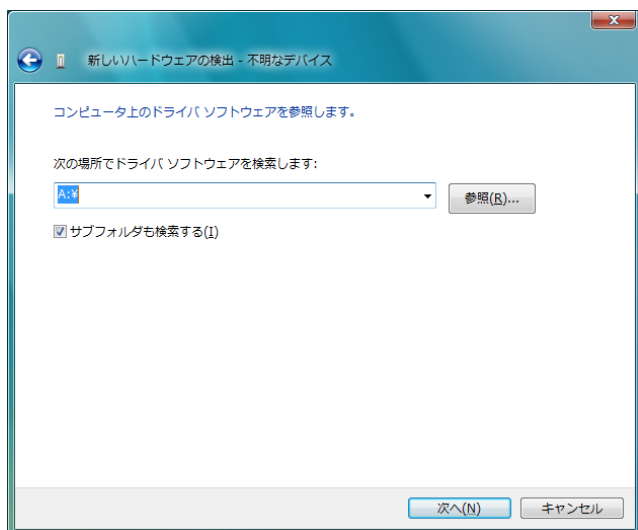 新しいハードウェアの検出 - 不明なデバイス
コンピュータ上のドライバ ソフトウェアを参照します。
次の場所でドライバ ソフトウェアを検索します:
A:¥
参照(R)...
サブフォルダも検索する(I)
次へ(N)
キャンセル